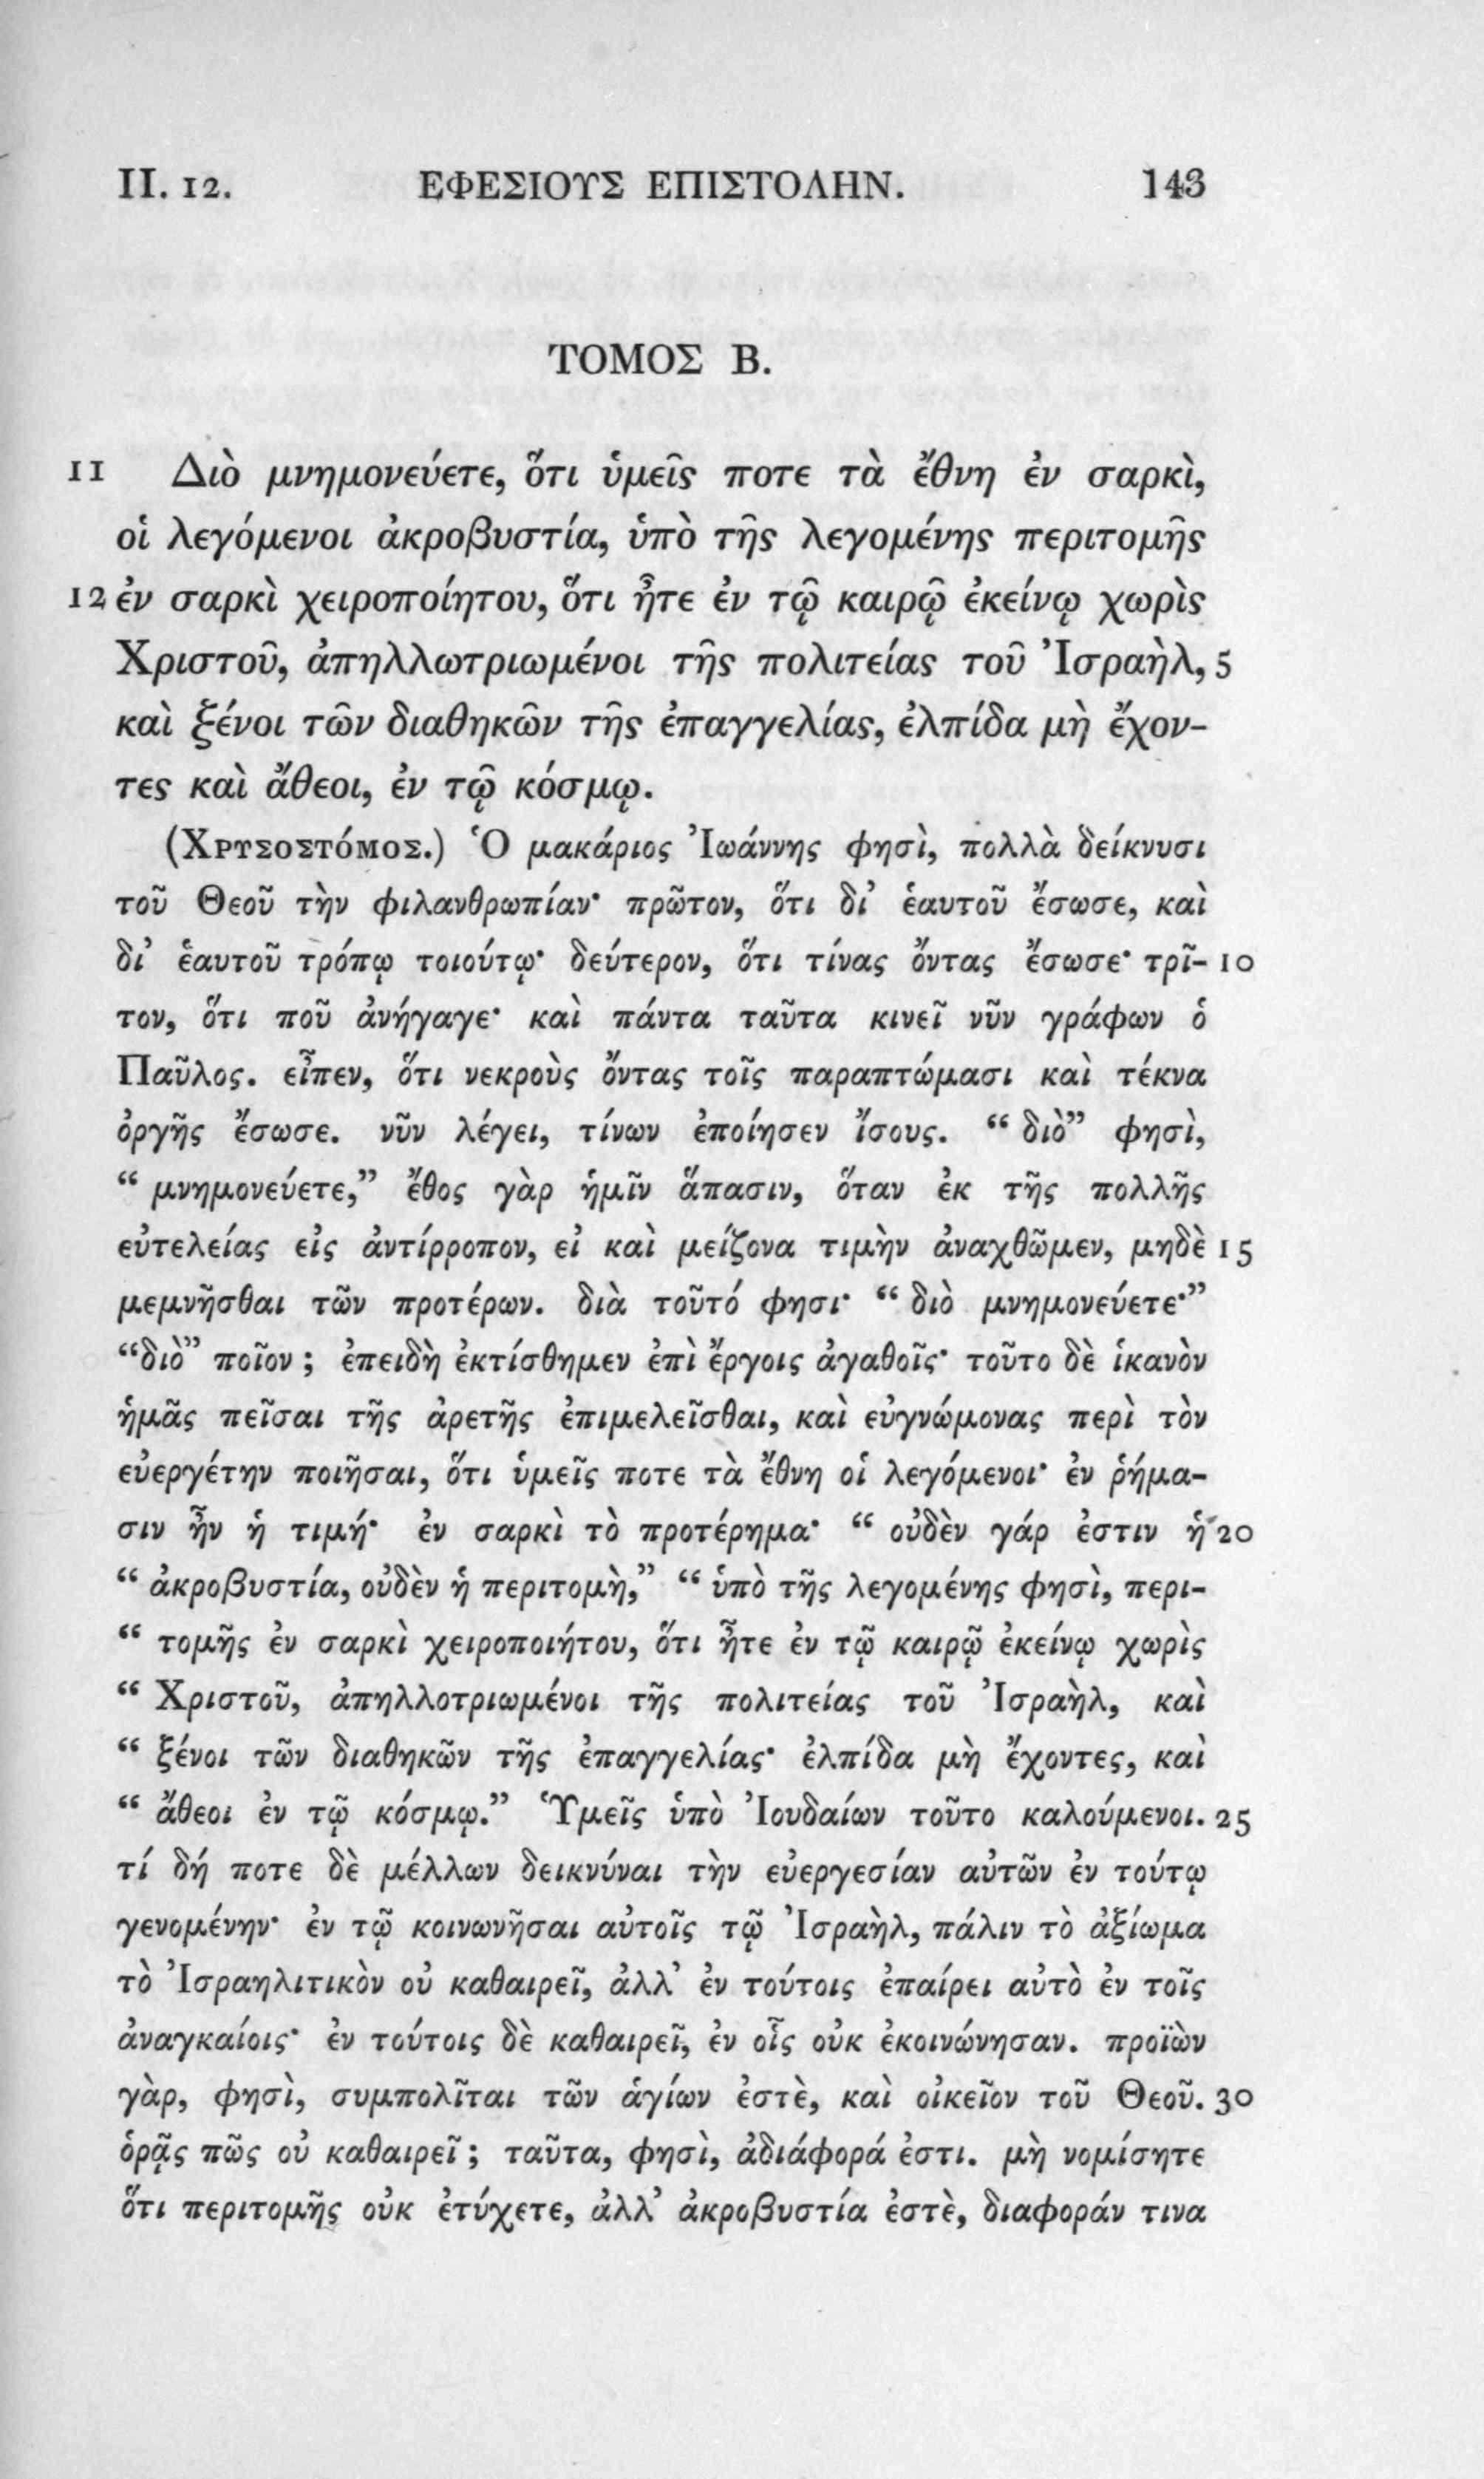 II. 12. ΕΦΕΣΙΟΥΣ ΕΠΙΣΤΟΛΗΝ. 143
ΤΟΜΟΣ Β.
11 Διὸ μνημονεύετε, ὅτι ὑμεῖς ποτε τὰ ἔθνη ἐν σαρκὶ,
οἱ λεγόμενοι ἀκροβυστία, ὑπὸ τῆς λεγομένης περιτομῆς
12 ἐν σαρκὶ χειροποίητου, ὅτι ἦτε ἐν τῷ καιρῷ ἐκείνῳ χωρὶς
Χριστοῦ, ἀπηλλωτριωμένοι τῆς πολιτείας τοῦ Ἰσραὴλ, 5
καὶ ξένοι τῶν διαθηκῶν τῆς ἐπαγγελίας, ἐλπίδα μὴ ἔχον-
τες καὶ ἄθεοι, ἐν τῷ κόσμῳ.
(ΧΡΥΣΟΣΤόΜΟΣ.) Ὁ μακάριος Ἰωάννης φησὶ, πολλὰ δείκνυσι
τοῦ Θεοῦ τὴν φιλανθρωπίαν· πρῶτον, ὅτι δι’ ἑαυτοῦ ἔσωσε, καὶ
δι’ ἑαυτοῦ τρόπῳ τοιούτῳ· δεύτερον, ὅτι τίνας ὄντας ἔσωσε· τρῖ- 10
τον, ὅτι ποῦ ἀνήγαγε· καὶ πάντα ταῦτα κινεῖ νῦν γράφων ὁ
Παῦλος. εἶπεν, ὅτι νεκροὺς ὄντας τοῖς παραπτώμασι καὶ τέκνα
ὀργῆς ἔσωσε. νῦν λέγει, τίνων ἐποίησεν ἴσους. “ διὸ” φησὶ,
“ μνημονεύετε,” ἔθος γὰρ ἡμῖν ἅπασιν, ὅταν ἐκ τῆς πολλῆς
εὐτελείας εἰς ἀντίρροπον, εἰ καὶ μείζονα τιμὴν ἀναχθῶμεν, μηδὲ 15
μεμνῆσθαι τῶν προτέρων. διὰ τοῦτό φησι· “ διὸ μνημονεύετε·”
“διὸ” ποῖον ; ἐπειδὴ ἐκτίσθημεν ἐπὶ ἔργοις ἀγαθοῖς· τοῦτο δὲ ἱκανὸν
ἡμᾶς πεῖσαι τῆς ἀρετῆς ἐπιμελεῖσθαι, καὶ εὐγνώμονας περὶ τὸν
εὐεργέτην ποιῆσαι, ὅτι ὑμεῖς ποτε τὰ ἔθνη οἱ λεγόμενοι· ἐν ῥήμα-
σιν ἦν ἡ τιμή· ἐν σαρκὶ τὸ προτέρημα· “ οὐδὲν γάρ ἐστιν ἡ 20
“ ἀκροβυστία, οὐδὲν ἡ περιτομὴ,” “ ὑπὸ τῆς λεγομένης φησὶ, περι-
“ τομῆς ἐν σαρκὶ χειροποιήτου, ὅτι ἦτε ἐν τῷ καιρῷ ἐκείνῳ χωρὶς
“ Χριστοῦ, ἀπηλλοτριωμένοι τῆς πολιτείας τοῦ Ἰσραὴλ, καὶ
“ ξένοι τῶν διαθηκῶν τῆς ἐπαγγελίας· ἐλπίδα μὴ ἔχοντες, καὶ
“ ἄθεοι ἐν τῷ κόσμῳ.” Ὑμεῖς ὑπὸ Ἰουδαίων τοῦτο καλούμενοι. 25
τί δή ποτε δὲ μέλλων δεικνύναι τὴν εὐεργεσίαν αὐτῶν ἐν τούτῳ
γενομένην· ἐν τῷ κοινωνῆσαι αὐτοῖς τῷ Ἰσραὴλ, πάλιν τὸ ἀξίωμα
τὸ Ἰσραηλιτικὸν οὐ καθαιρεῖ, ἀλλ’ ἐν τούτοις ἐπαίρει αὐτὸ ἐν τοῖς
ἀναγκαίοις· ἐν τούτοις δὲ καθαιρεῖ, ἐν οἷς οὐκ ἐκοινώνησαν. προϊὼν
γὰρ, φησὶ, συμπολῖται τῶν ἁγίων ἐστὲ, καὶ οἰκεῖον τοῦ Θεοῦ. 30
ὁρᾷς πῶς οὐ καθαιρεῖ ; ταῦτα, φησὶ, ἀδιάφορά ἐστι. μὴ νομίσητε
ὅτι περιτομῆς οὐκ ἐτύχετε, ἀλλ’ ἀκροβυστία ἐστὲ, διαφοράν τινα